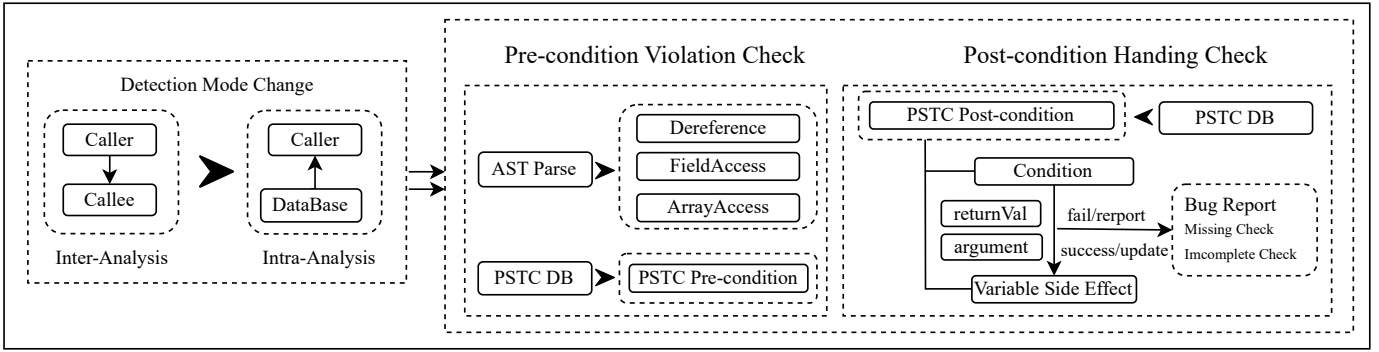 Detection Mode Change
Caller
Callee
Inter-Analysis
Caller
DataBase
Intra-Analysis
Pre-condition Violation Check
AST Parse
Dereference
FieldAccess
ArrayAccess
PSTC DB
PSTC Pre-condition
Post-condition Handing Check
PSTC Post-condition
PSTC DB
Condition
returnVal
argument
fail/rerport
success/update
Variable Side Effect
Bug Report
Missing Check
Imcomplete Check